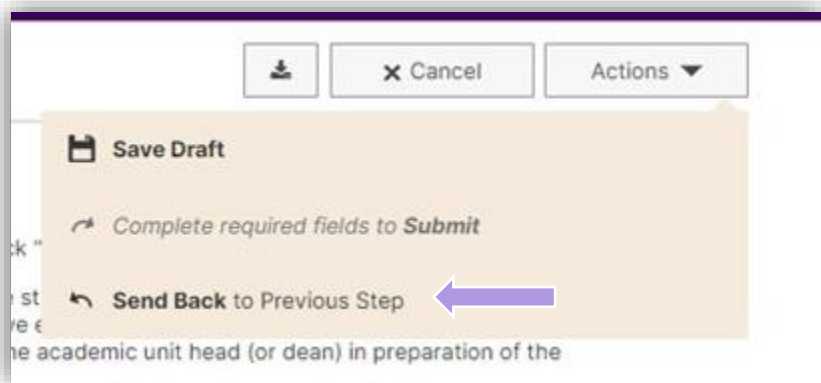 Cancel
Actions
Save Draft
Complete required fields to Submit
Send Back to Previous Step
academic unit head (or dean) in preparation of the